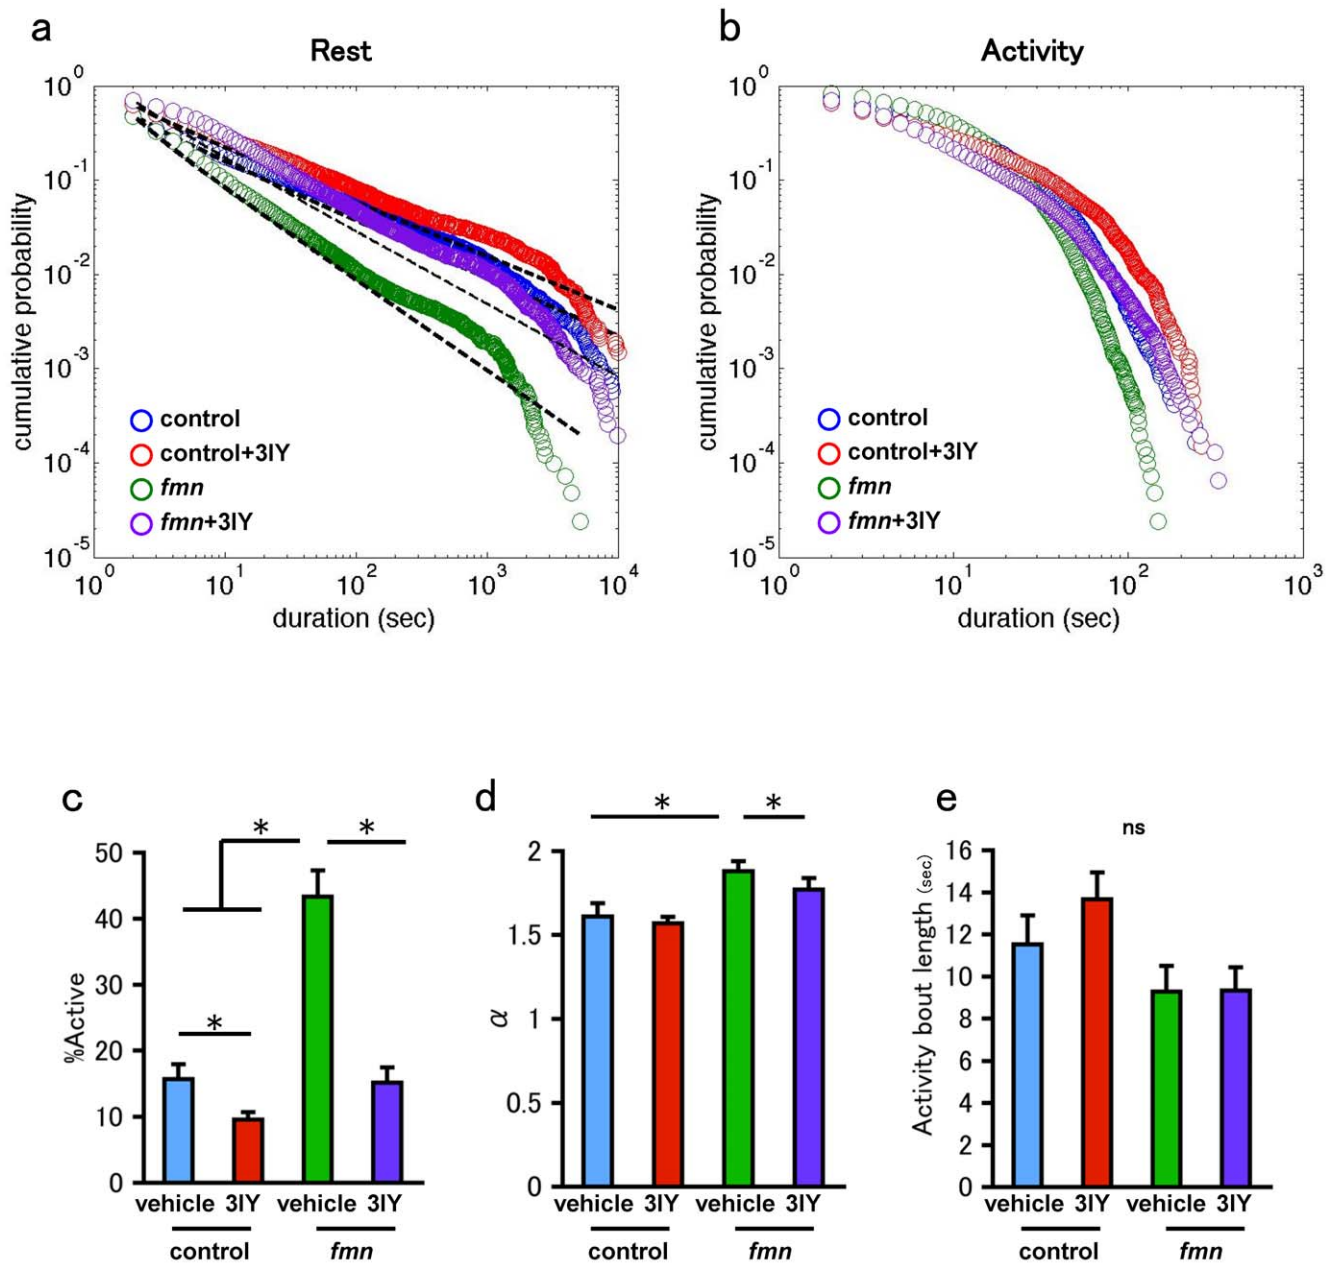 a
Rest
10^0
10^-1
10^-2
10^-3
10^-4
10^-5
cumulative probability
control
control+3IY
fmn
fmn+3IY
10^0 10^1 10^2 10^3 10^4
duration (sec)
b
Activity
10^0
10^-1
10^-2
10^-3
10^-4
10^-5
cumulative probability
control
control+3IY
fmn
fmn+3IY
10^0 10^1 10^2 10^3
duration (sec)
c
* *
*
50
40
30
20
10
0
%Active
vehicle 3IY vehicle 3IY
control fmn
d
* *
2
1.5
1
0.5
0
α
vehicle 3IY vehicle 3IY
control fmn
e
ns
16
14
12
10
8
6
4
2
0
Activity bout length (sec)
vehicle 3IY vehicle 3IY
control fmn